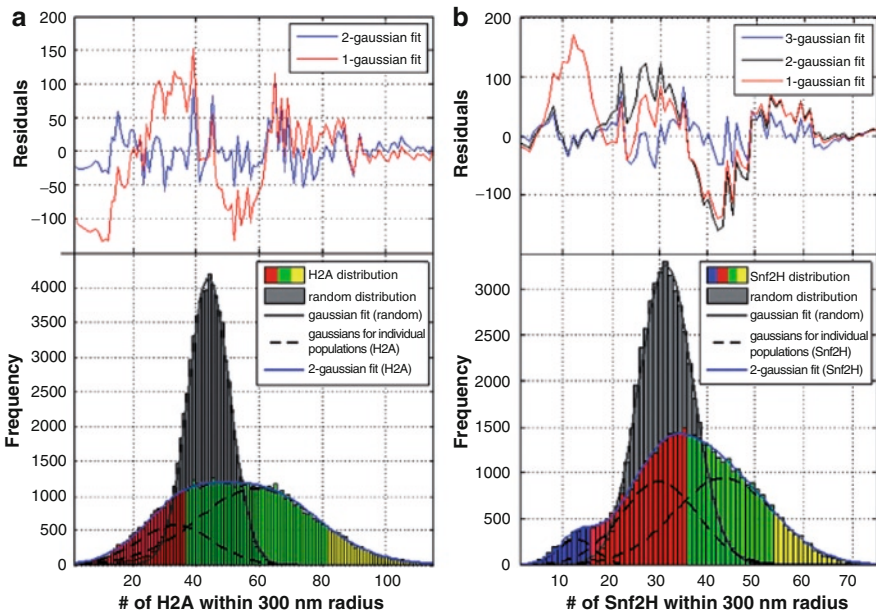 a
200
150
100
50
0
−50
−100
Residuals
2-gaussian fit
1-gaussian fit
4000
3500
3000
2500
2000
1500
1000
500
0
Frequency
H2A distribution
random distribution
gaussian fit (random)
gaussians for individual
populations (H2A)
2-gaussian fit (H2A)
20 40 60 80 100
# of H2A within 300 nm radius
b
200
100
0
−100
Residuals
3-gaussian fit
2-gaussian fit
1-gaussian fit
3000
2500
2000
1500
1000
500
0
Frequency
Snf2H distribution
random distribution
gaussian fit (random)
gaussians for individual
populations (Snf2H)
2-gaussian fit (Snf2H)
10 20 30 40 50 60 70
# of Snf2H within 300 nm radius